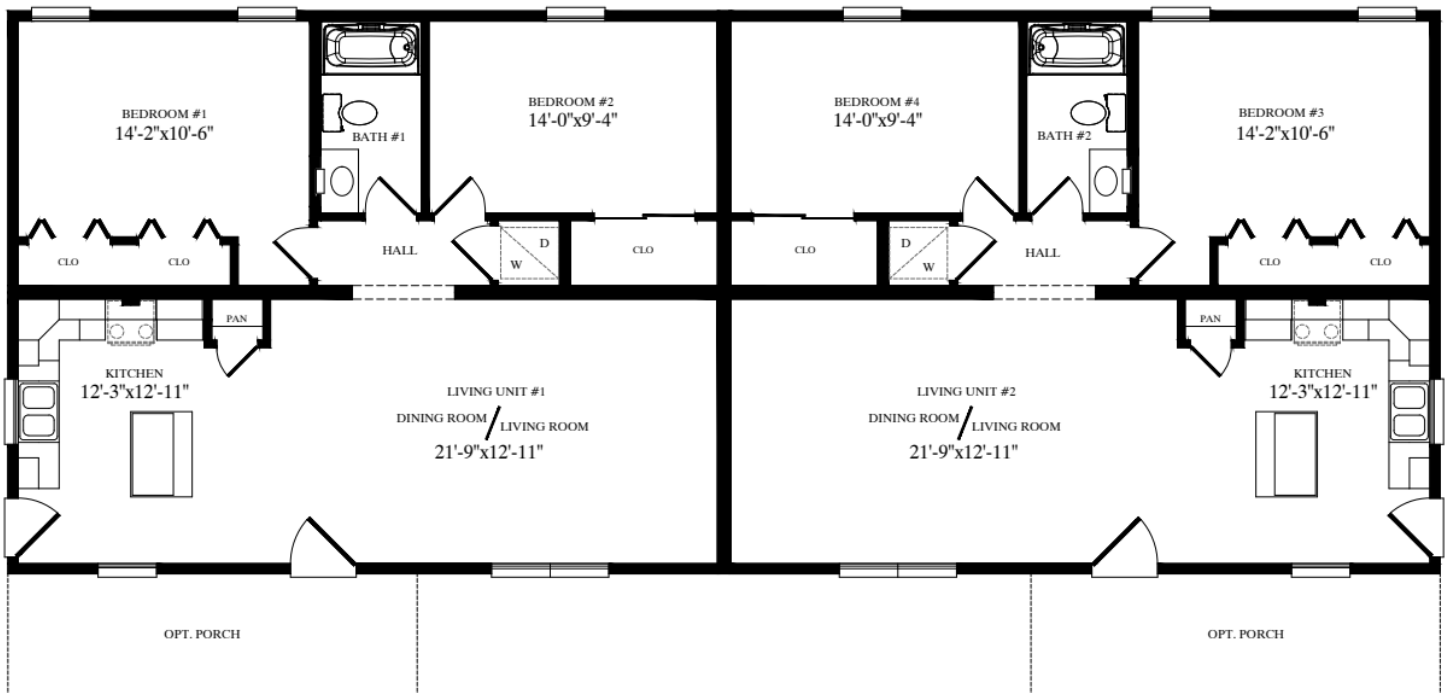 BEDROOM #1
14'-2"x10'-6"
BATH #1
BEDROOM #2
14'-0"x9'-4"
BEDROOM #4
14'-0"x9'-4"
BATH #2
BEDROOM #3
14'-2"x10'-6"
CLO
CLO
HALL
D
W
CLO
CLO
D
W
HALL
CLO
CLO
PAN
KITCHEN
12'-3"x12'-11"
LIVING UNIT #1
DINING ROOM
LIVING ROOM
21'-9"x12'-11"
LIVING UNIT #2
DINING ROOM
LIVING ROOM
21'-9"x12'-11"
PAN
KITCHEN
12'-3"x12'-11"
OPT. PORCH
OPT. PORCH